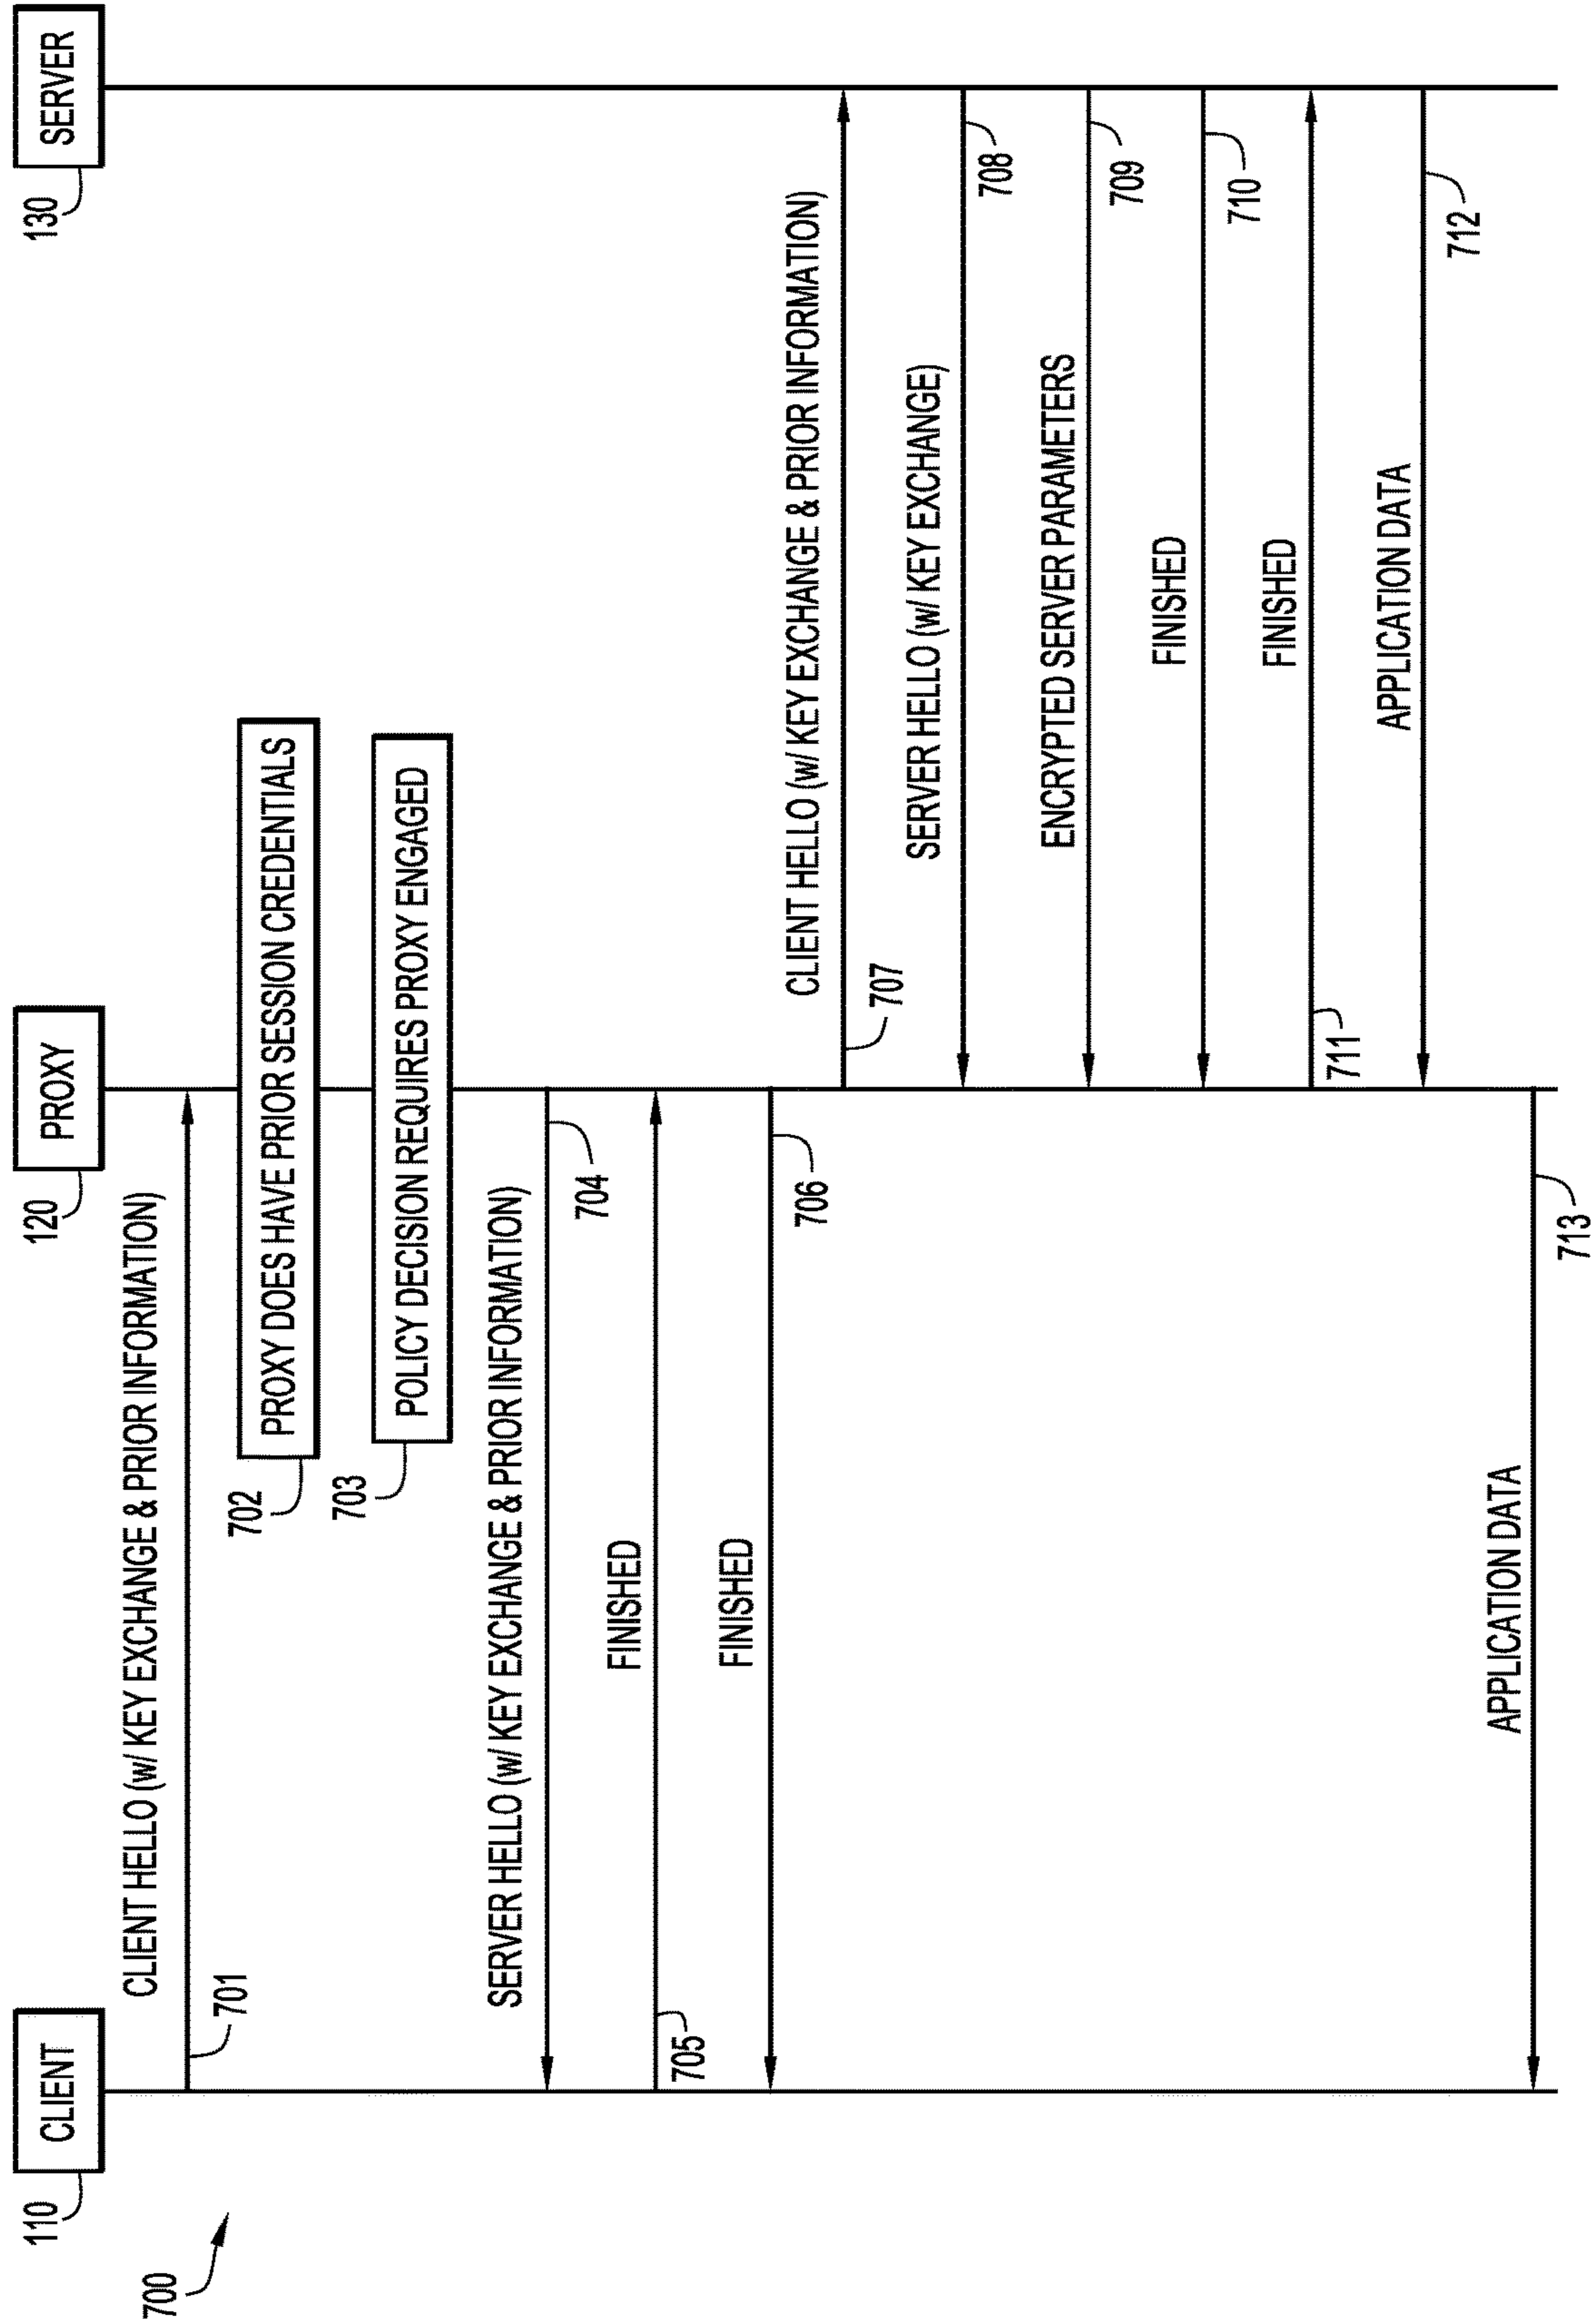 700
110
CLIENT
120
PROXY
130
SERVER
CLIENT HELLO (w/ KEY EXCHANGE & PRIOR INFORMATION)
701
PROXY DOES HAVE PRIOR SESSION CREDENTIALS
702
POLICY DECISION REQUIRES PROXY ENGAGED
703
SERVER HELLO (w/ KEY EXCHANGE & PRIOR INFORMATION)
704
FINISHED
705
FINISHED
706
CLIENT HELLO (w/ KEY EXCHANGE & PRIOR INFORMATION)
707
SERVER HELLO (w/ KEY EXCHANGE)
708
ENCRYPTED SERVER PARAMETERS
709
FINISHED
710
FINISHED
711
APPLICATION DATA
712
APPLICATION DATA
713